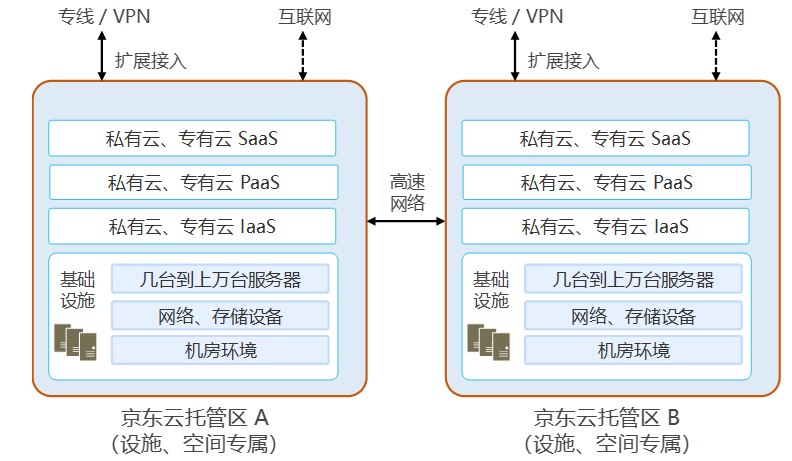 专线 / VPN
互联网
扩展接入
私有云、专有云 SaaS
私有云、专有云 PaaS
私有云、专有云 IaaS
基础
设施
几台到上万台服务器
网络、存储设备
机房环境
京东云托管区 A
（设施、空间专属）
高速
网络
专线 / VPN
互联网
扩展接入
私有云、专有云 SaaS
私有云、专有云 PaaS
私有云、专有云 IaaS
基础
设施
几台到上万台服务器
网络、存储设备
机房环境
京东云托管区 B
（设施、空间专属）